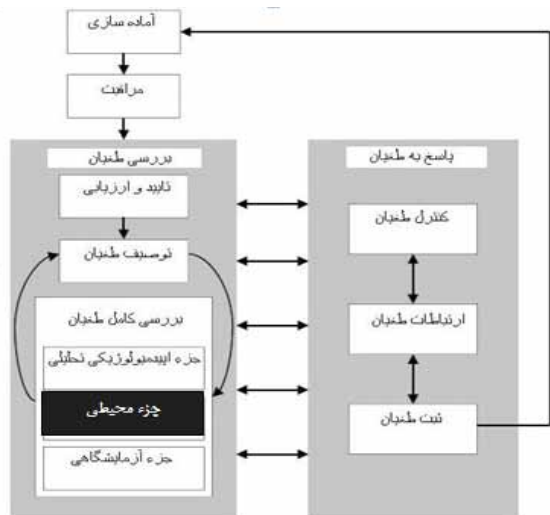 آماده سازی
مراقبت
بررسی طغیان
تایید و ارزیابی
توصیف طغیان
بررسی کامل طغیان
جزء اپیدمیولوژیکی تحلیلی
جزء محیطی
جزء آزمایشگاهی
پاسخ به طغیان
کنترل طغیان
ارتباطات طغیان
ثبت طغیان